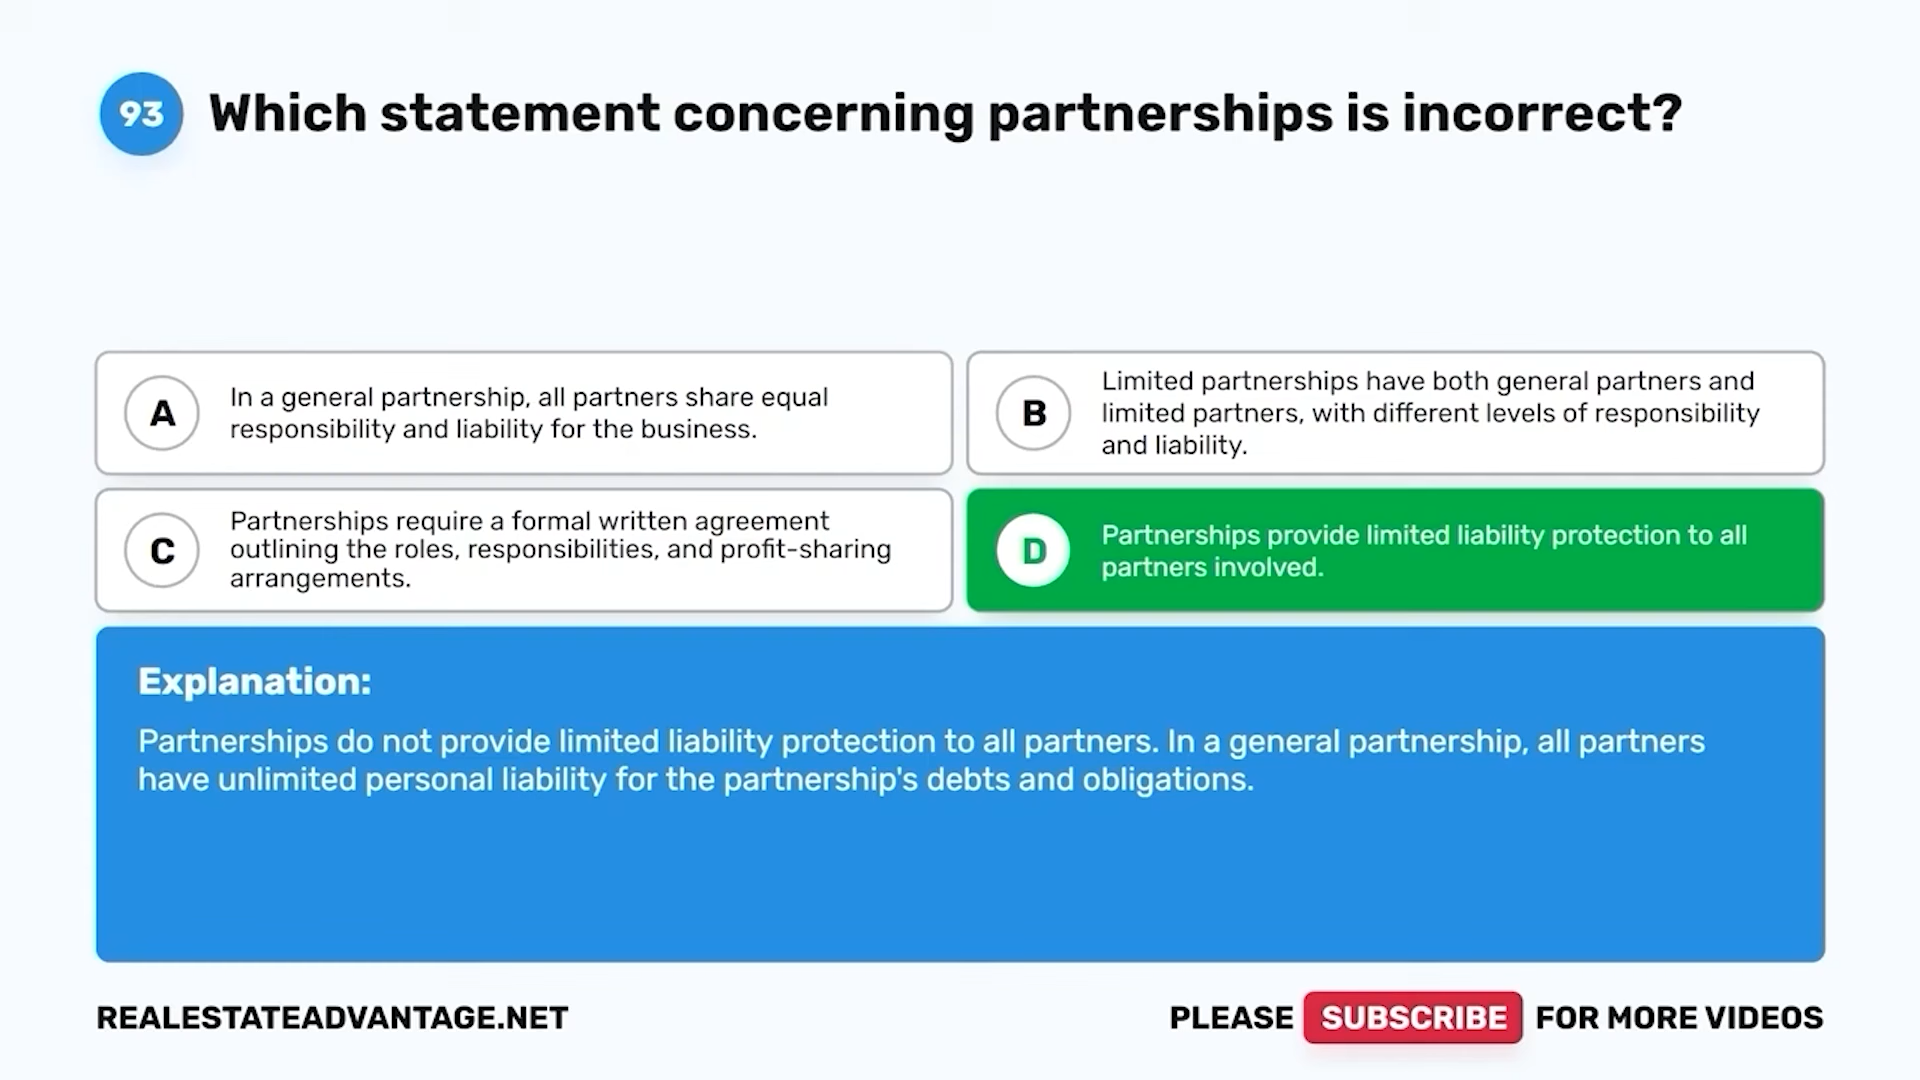 93 Which statement concerning partnerships is incorrect?
A In a general partnership, all partners share equal
responsibility and liability for the business.
B Limited partnerships have both general partners and
limited partners, with different levels of responsibility
and liability.
C Partnerships require a formal written agreement
outlining the roles, responsibilities, and profit-sharing
arrangements.
D Partnerships provide limited liability protection to all
partners involved.
Explanation:
Partnerships do not provide limited liability protection to all partners. In a general partnership, all partners
have unlimited personal liability for the partnership's debts and obligations.
REALESTATEADVANTAGE.NET
PLEASE SUBSCRIBE FOR MORE VIDEOS